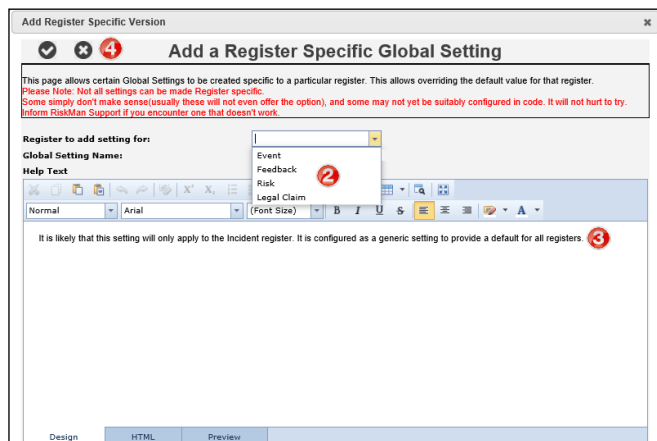 Add Register Specific Version
4
Add a Register Specific Global Setting
This page allows certain Global Settings to be created specific to a particular register. This allows overriding the default value for that register.
Please Note: Not all settings can be made Register specific.
Some simply don't make sense(usually these will not even offer the option), and some may not yet be suitably configured in code. It will not hurt to try.
Inform RiskMan Support if you encounter one that doesn't work.
Register to add setting for:
Global Setting Name:
Event
Help Text
Feedback
Risk
2
Legal Claim
Normal
Arial
(Font Size)
B I U S
A
It is likely that this setting will only apply to the Incident register. It is configured as a generic setting to provide a default for all registers.
3
Design
HTML
Preview